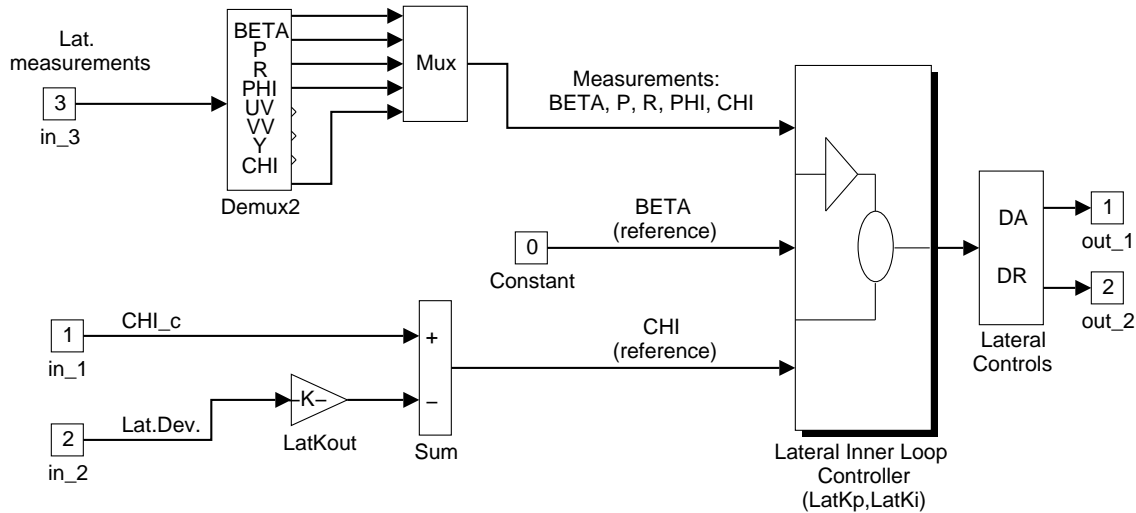 Lat.
measurements
3
in_3
BETA
P
R
PHI
UV
VV
Y
CHI
Demux2
Mux
Measurements:
BETA, P, R, PHI, CHI
BETA
(reference)
0
Constant
1
CHI_c
in_1
2
Lat.Dev.
in_2
−K−
LatKout
+
−
Sum
CHI
(reference)
Lateral Inner Loop
Controller
(LatKp,LatKi)
DA
DR
Lateral
Controls
1
out_1
2
out_2